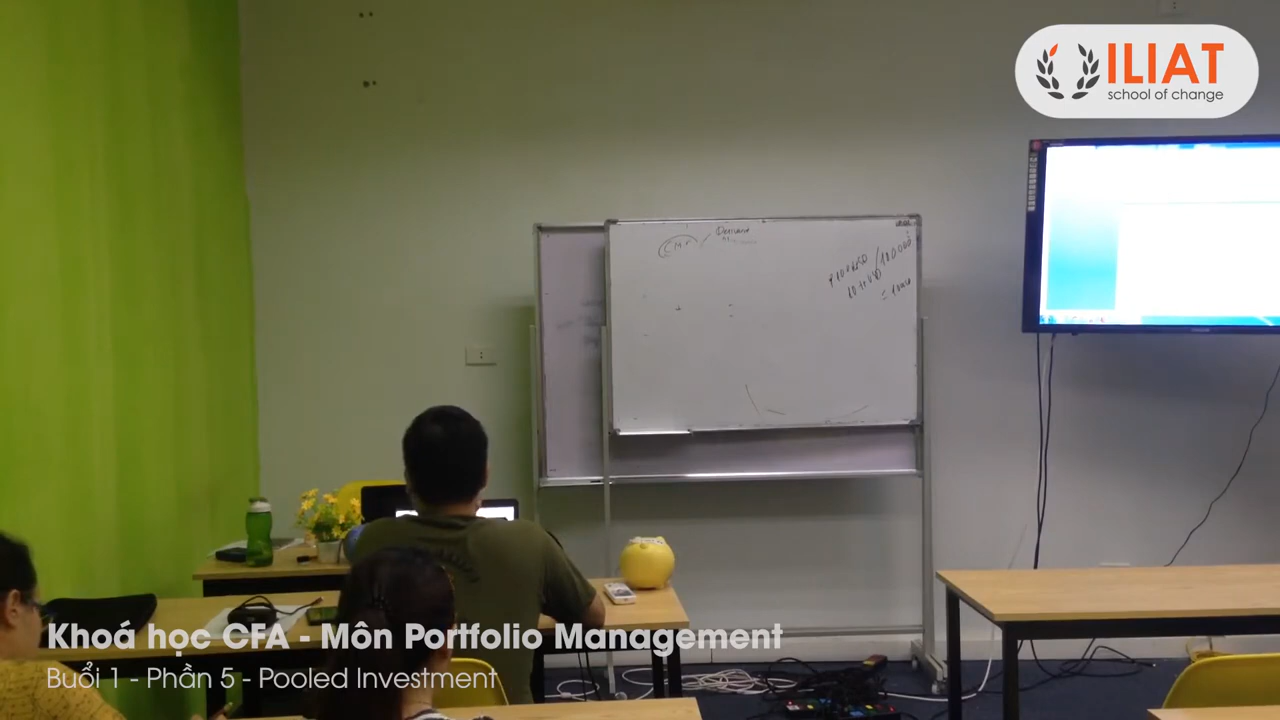 ILIAT
school of change
Khoá học CFA - Môn Portfolio Management
Buổi 1 - Phần 5 - Pooled Investment